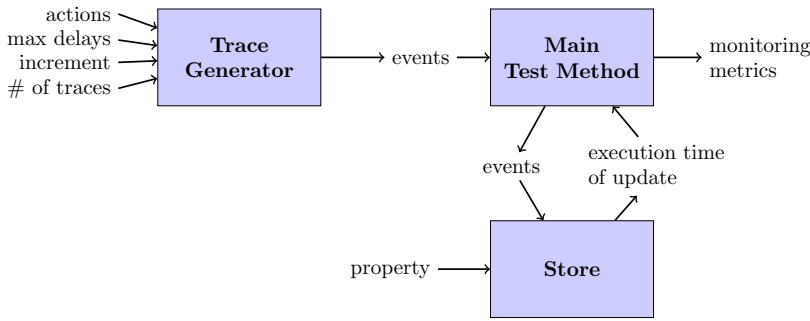 actions
max delays
increment
# of traces
Trace
Generator
events
Main
Test Method
monitoring
metrics
events
execution time
of update
property
Store